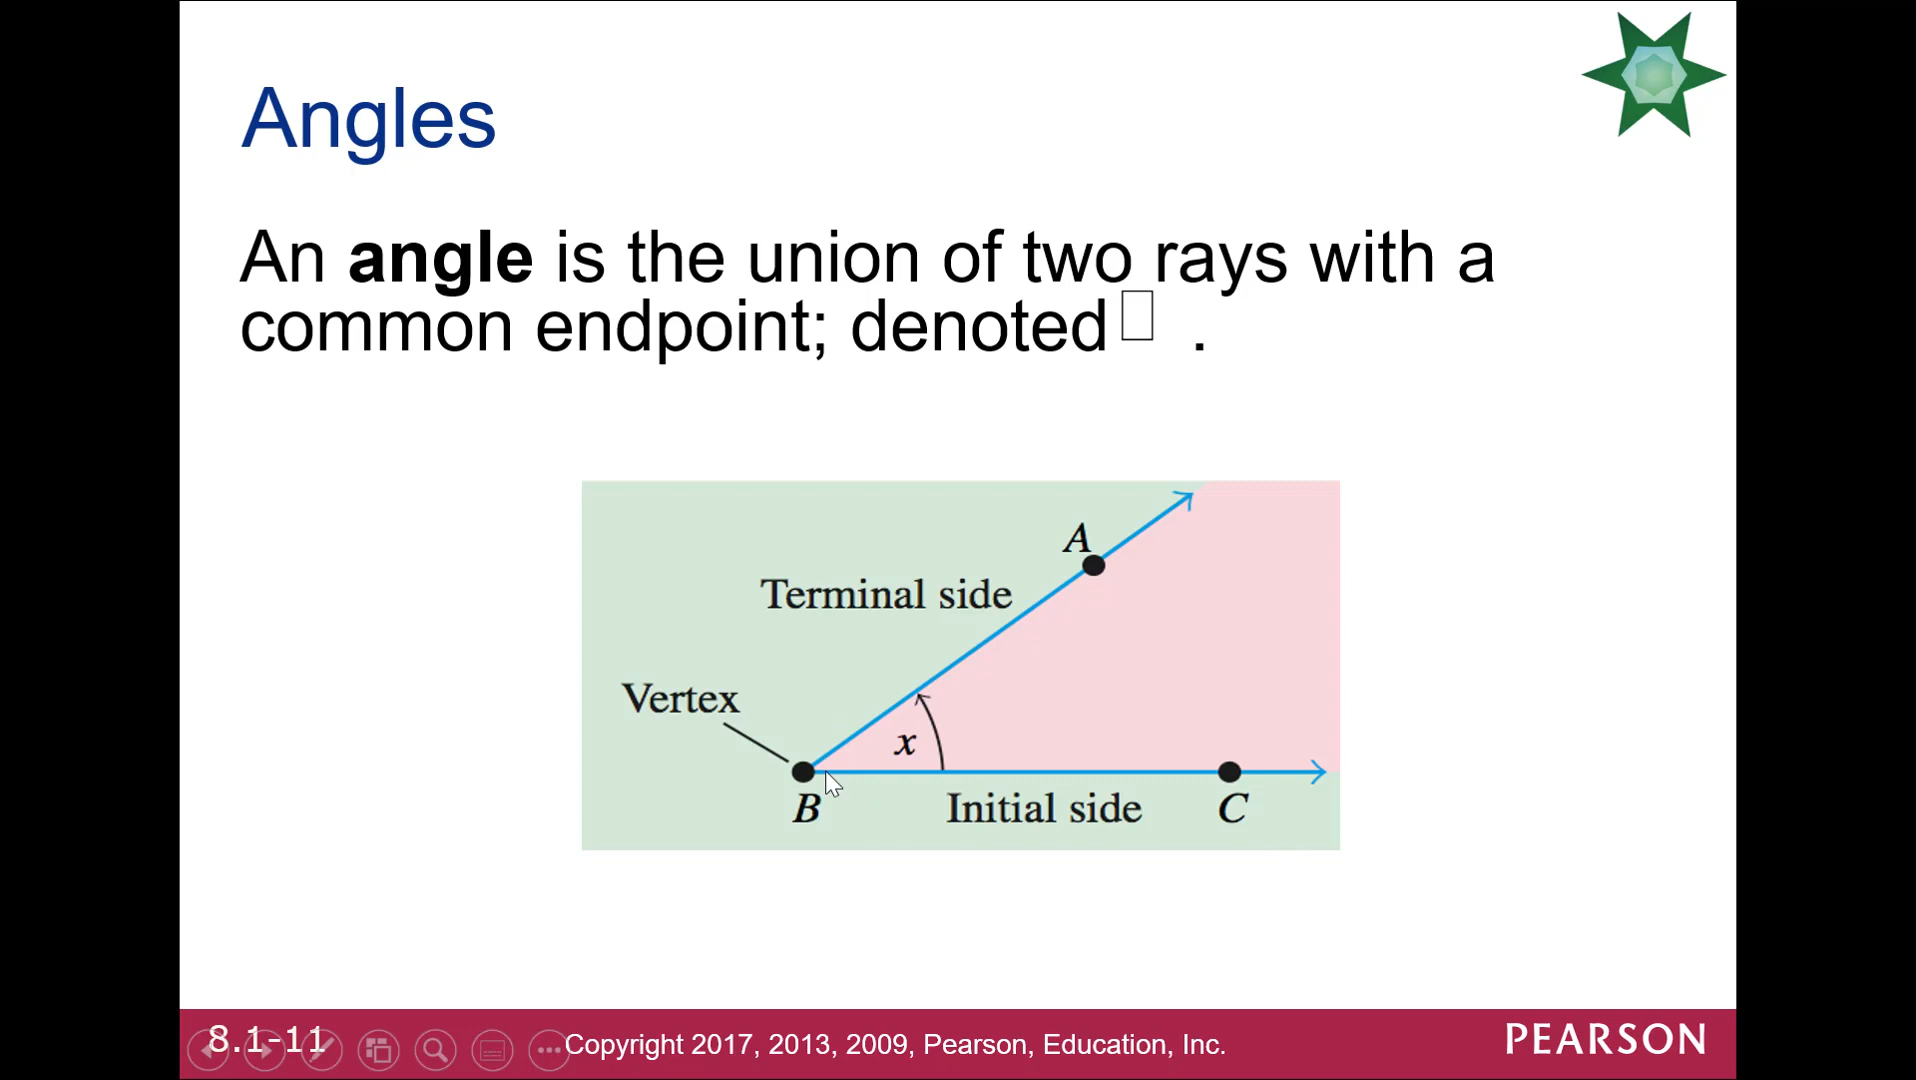 Angles
An angle is the union of two rays with a
common endpoint; denoted .
A
Terminal side
Vertex
x
B
Initial side
C
8.1-11
Copyright 2017, 2013, 2009, Pearson, Education, Inc.
PEARSON